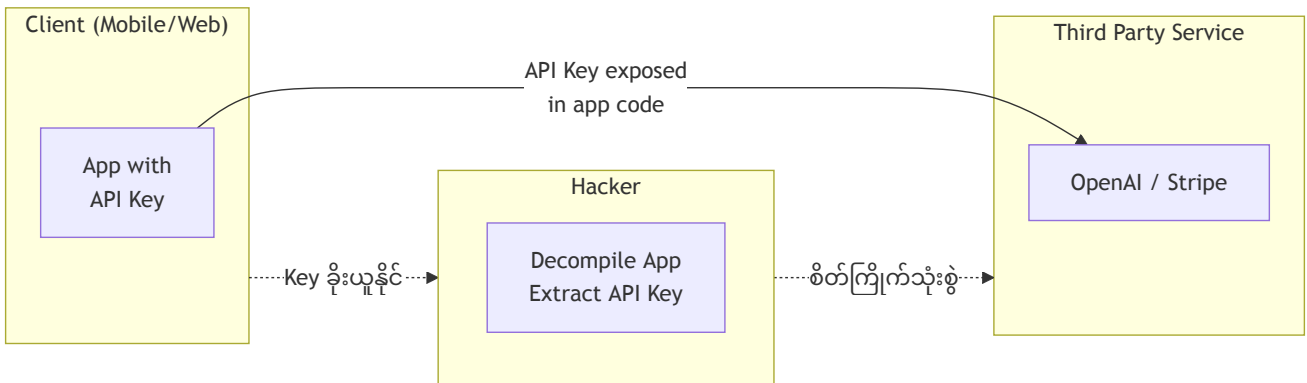 Client (Mobile/Web)
Third Party Service
API Key exposed
in app code
App with
API Key
Hacker
OpenAI / Stripe
Decompile App
Extract API Key
Key ခိုးယူနိုင်
စိတ်ကြိုက်သုံးစွဲ